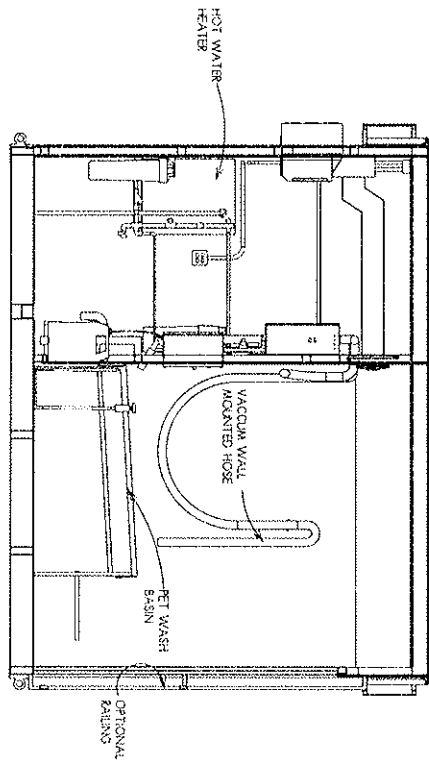 HOT WATER
HEATER
VACCUM WALL
MOUNTED HOSE
PET WASH
BASIN
OPTIONAL
RAILING